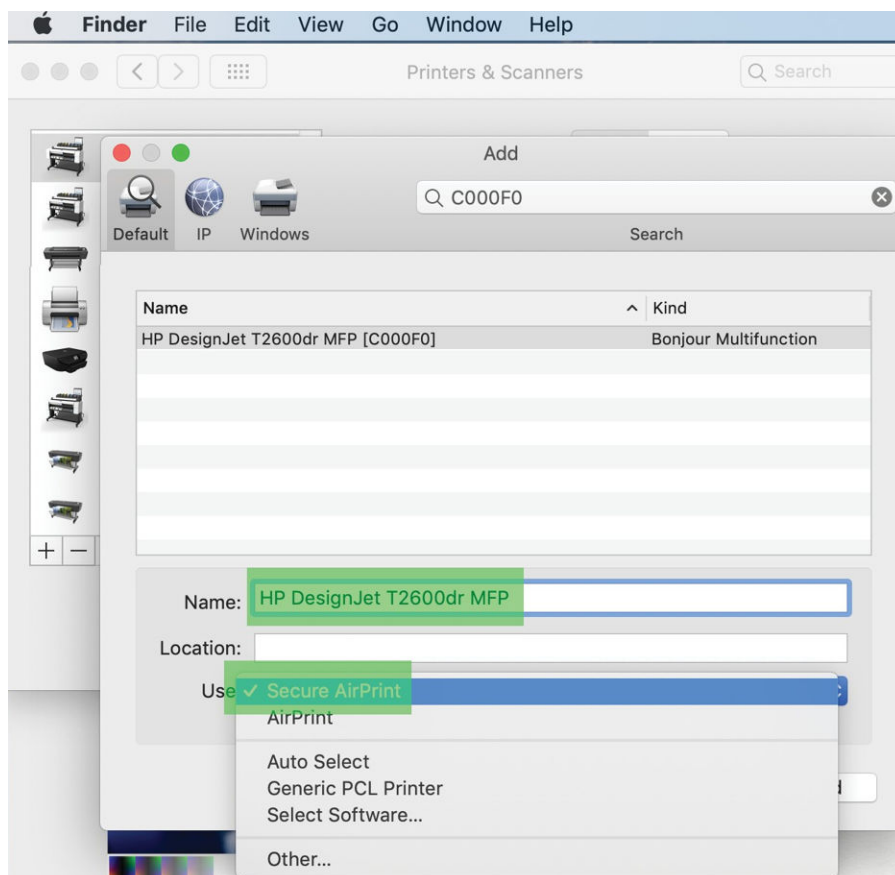 Finder File Edit View Go Window Help
Printers & Scanners
Search
Add
C000F0
Default IP Windows
Search
Name
Kind
HP DesignJet T2600dr MFP [C000F0]
Bonjour Multifunction
Name: HP DesignJet T2600dr MFP
Location:
Use ✓ Secure AirPrint
AirPrint
Auto Select
Generic PCL Printer
Select Software...
Other...